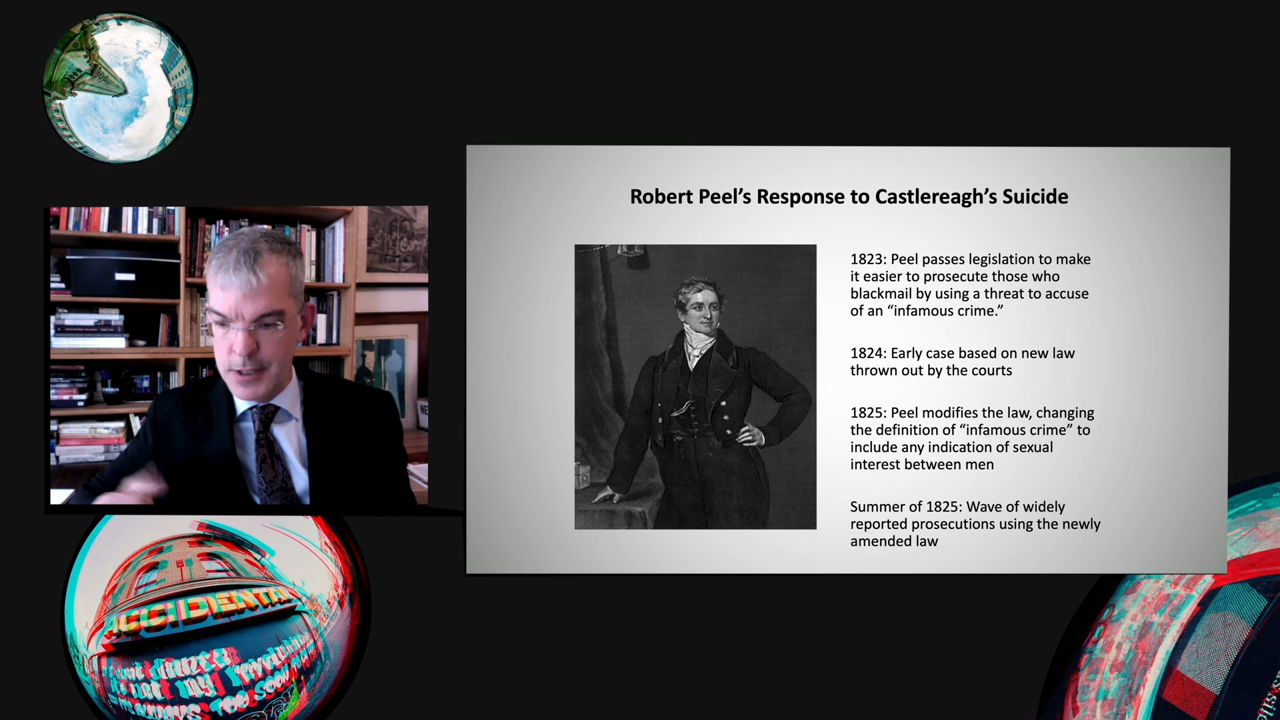 Robert Peel’s Response to Castlereagh’s Suicide
1823: Peel passes legislation to make
it easier to prosecute those who
blackmail by using a threat to accuse
of an “infamous crime.”
1824: Early case based on new law
thrown out by the courts
1825: Peel modifies the law, changing
the definition of “infamous crime” to
include any indication of sexual
interest between men
Summer of 1825: Wave of widely
reported prosecutions using the newly
amended law